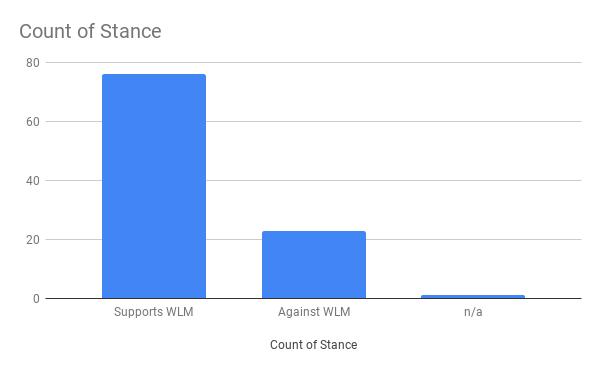 Count of Stance
80
60
40
20
0
Supports WLM
Against WLM
n/a
Count of Stance